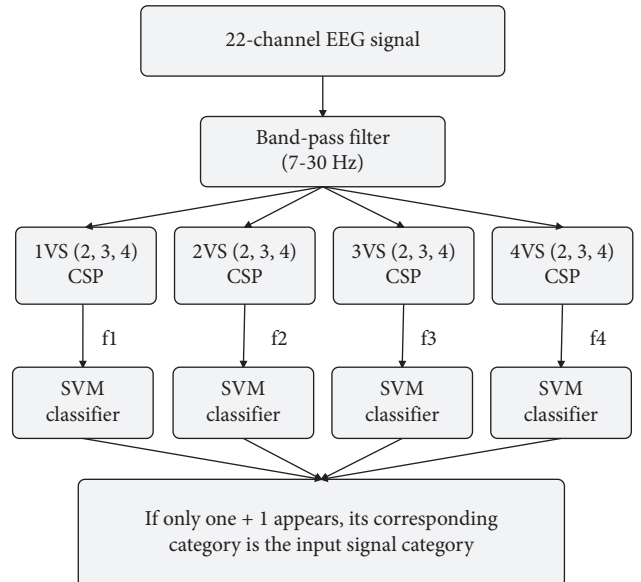 22-channel EEG signal
Band-pass filter
(7-30 Hz)
1VS (2, 3, 4)
CSP
2VS (2, 3, 4)
CSP
3VS (2, 3, 4)
CSP
4VS (2, 3, 4)
CSP
f1
f2
f3
f4
SVM
classifier
SVM
classifier
SVM
classifier
SVM
classifier
If only one + 1 appears, its corresponding
category is the input signal category